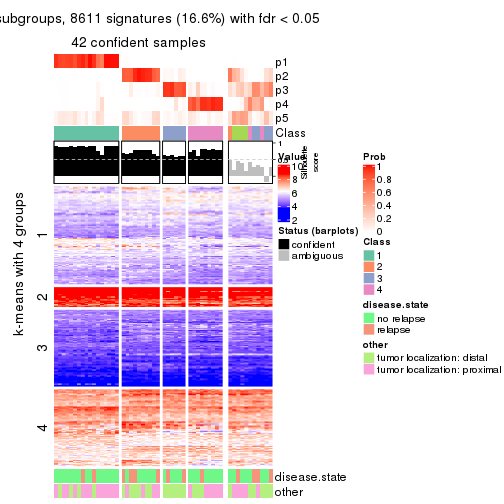 subgroups, 8611 signatures (16.6%) with fdr < 0.05
42 confident samples
p1
p2
p3
p4
p5
Class
1
0
Silhouette
score
k-means with 4 groups
1
2
3
4
disease.state
other
Value
10
8
6
4
2
Status (barplots)
confident
ambiguous
Prob
1
0.8
0.6
0.4
0.2
0
Class
1
2
3
4
disease.state
no relapse
relapse
other
tumor localization: distal
tumor localization: proximal